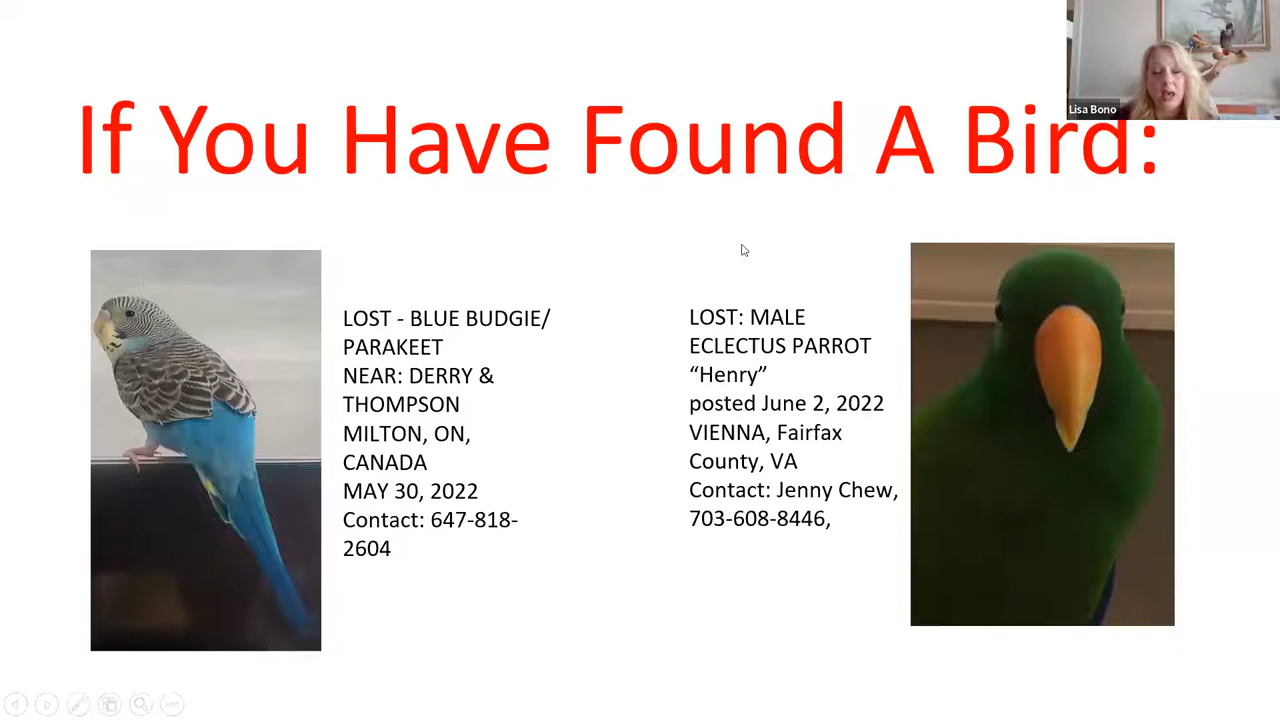 Lisa Bono
If You Have Found A Bird:
LOST - BLUE BUDGIE/
PARAKEET
NEAR: DERRY &
THOMPSON
MILTON, ON,
CANADA
MAY 30, 2022
Contact: 647-818-
2604
LOST: MALE
ECLECTUS PARROT
“Henry”
posted June 2, 2022
VIENNA, Fairfax
County, VA
Contact: Jenny Chew,
703-608-8446,